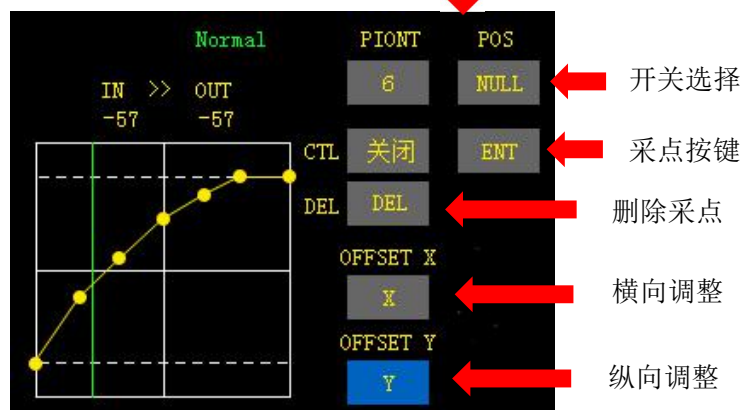 Normal
PIONT
POS
6
NULL
开关选择
IN >> OUT
-57
-57
CTL
关闭
ENT
采点按键
DEL
DEL
删除采点
OFFSET X
X
横向调整
OFFSET Y
Y
纵向调整